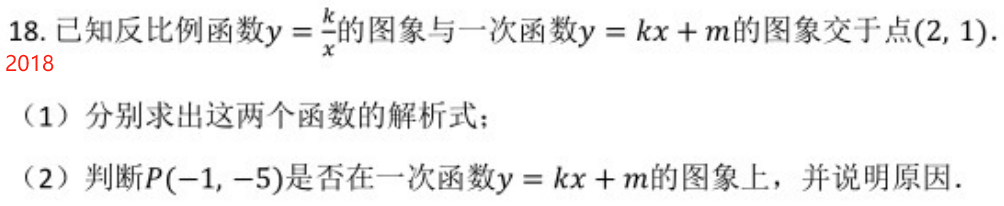 18. 已知反比例函数y = k/x的图象与一次函数y = kx + m的图象交于点(2, 1).
2018
（1）分别求出这两个函数的解析式；
（2）判断P(−1, −5)是否在一次函数y = kx + m的图象上，并说明原因.